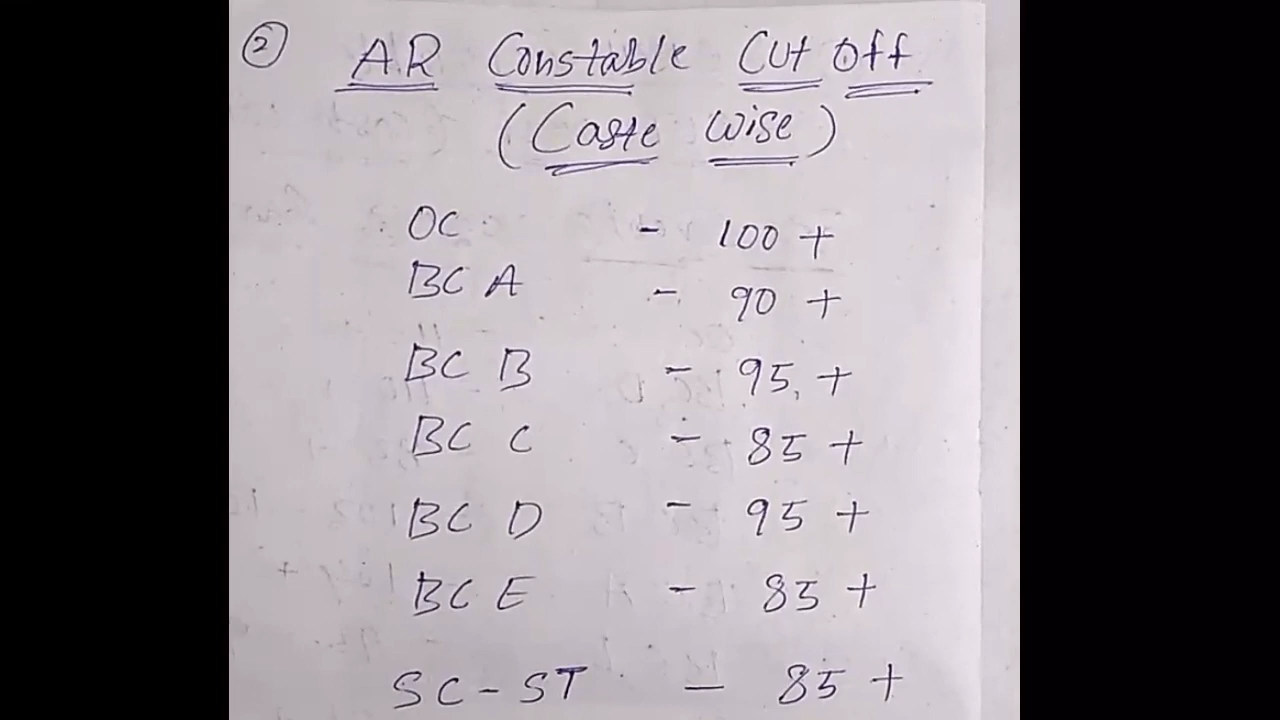 2 A.R Constable Cut Off
(Caste wise)
OC - 100 +
BC A - 90 +
BC B - 95 +
BC C - 85 +
BC D - 95 +
BC E - 85 +
SC-ST - 85 +